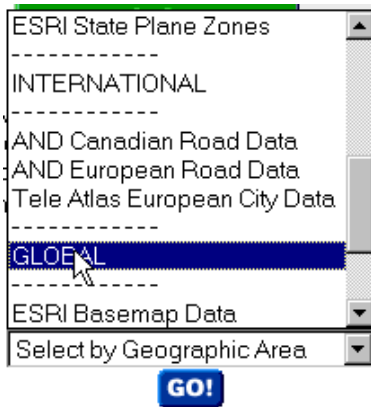 ESRI State Plane Zones
------------
INTERNATIONAL
------------
AND Canadian Road Data
AND European Road Data
Tele Atlas European City Data
------------
GLOBAL
------------
ESRI Basemap Data
Select by Geographic Area
GO!